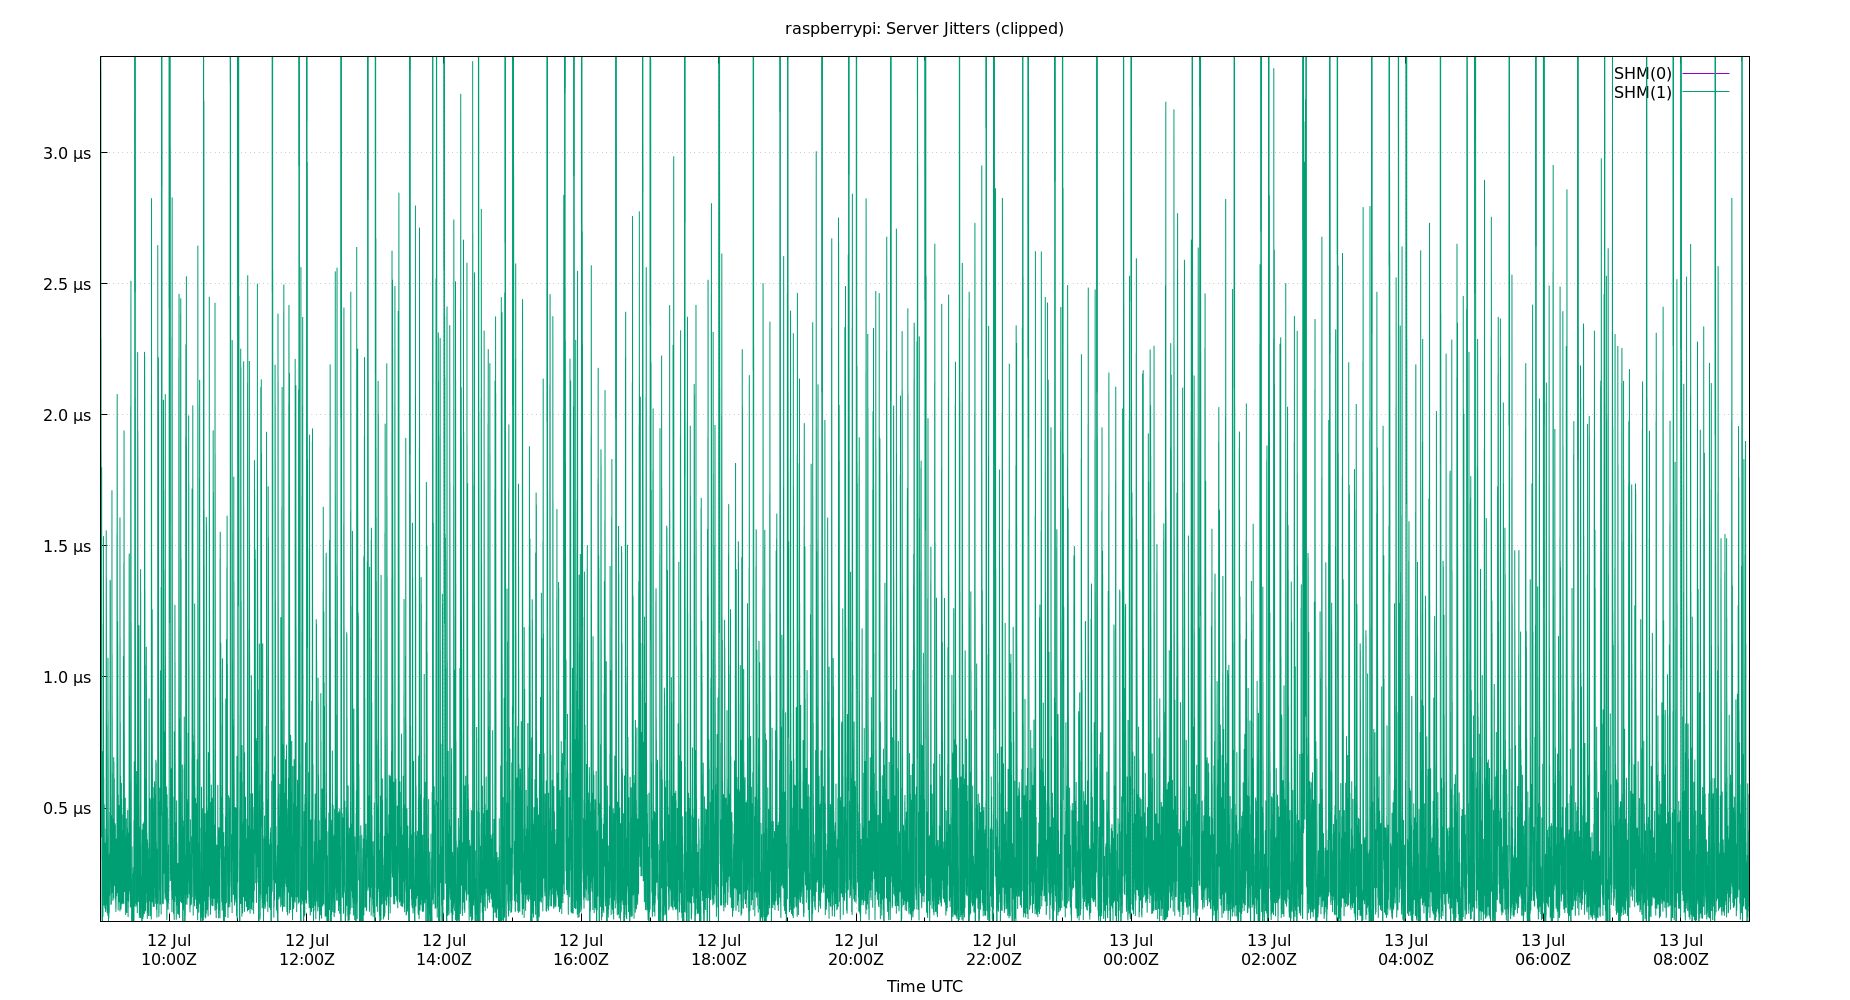 raspberrypi: Server Jitters (clipped)
SHM(0)
SHM(1)
3.0 µs
2.5 µs
2.0 µs
1.5 µs
1.0 µs
0.5 µs
12 Jul 12 Jul 12 Jul 12 Jul 12 Jul 12 Jul 12 Jul 13 Jul 13 Jul 13 Jul 13 Jul 13 Jul
10:00Z 12:00Z 14:00Z 16:00Z 18:00Z 20:00Z 22:00Z 00:00Z 02:00Z 04:00Z 06:00Z 08:00Z
Time UTC